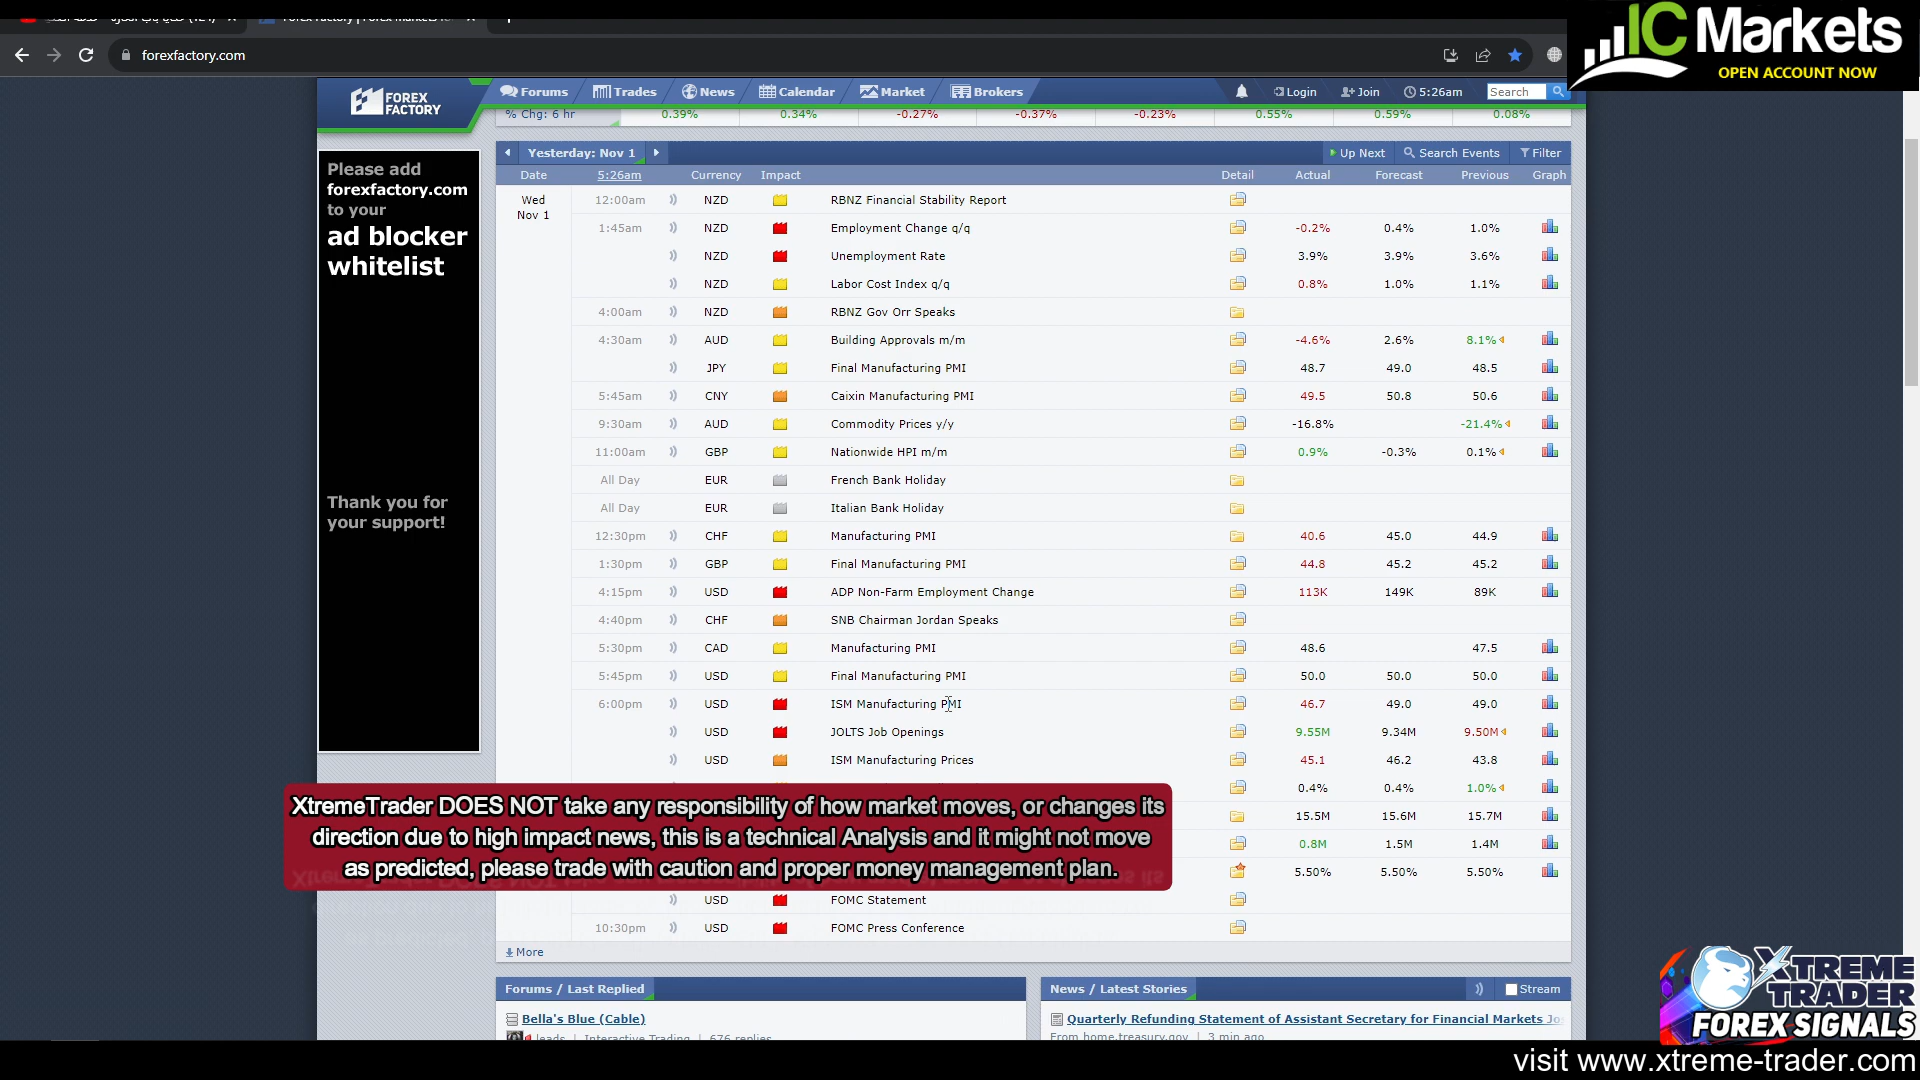 IC Markets
OPEN ACCOUNT NOW
forexfactory.com
FOREX
FACTORY
Forums Trades News Calendar Market Brokers Login Join 5:26am Search
% Chg: 6 hr 0.39% 0.34% -0.27% -0.37% -0.23% 0.55% 0.59% 0.08%
Please add
forexfactory.com
to your
ad blocker
whitelist
Thank you for
your support!
Yesterday: Nov 1 Up Next Search Events Filter
Date 5:26am Currency Impact Detail Actual Forecast Previous Graph
Wed
Nov 1
12:00am NZD RBNZ Financial Stability Report
1:45am NZD Employment Change q/q -0.2% 0.4% 1.0%
NZD Unemployment Rate 3.9% 3.9% 3.6%
NZD Labor Cost Index q/q 0.8% 1.0% 1.1%
4:00am NZD RBNZ Gov Orr Speaks
4:30am AUD Building Approvals m/m -4.6% 2.6% 8.1%
JPY Final Manufacturing PMI 48.7 49.0 48.5
5:45am CNY Caixin Manufacturing PMI 49.5 50.8 50.6
9:30am AUD Commodity Prices y/y -16.8% -21.4%
11:00am GBP Nationwide HPI m/m 0.9% -0.3% 0.1%
All Day EUR French Bank Holiday
All Day EUR Italian Bank Holiday
12:30pm CHF Manufacturing PMI 40.6 45.0 44.9
1:30pm GBP Final Manufacturing PMI 44.8 45.2 45.2
4:15pm USD ADP Non-Farm Employment Change 113K 149K 89K
4:40pm CHF SNB Chairman Jordan Speaks
5:30pm CAD Manufacturing PMI 48.6 47.5
5:45pm USD Final Manufacturing PMI 50.0 50.0 50.0
6:00pm USD ISM Manufacturing PMI 46.7 49.0 49.0
USD JOLTS Job Openings 9.55M 9.34M 9.50M
USD ISM Manufacturing Prices 45.1 46.2 43.8
0.4% 0.4% 1.0%
15.5M 15.6M 15.7M
0.8M 1.5M 1.4M
5.50% 5.50% 5.50%
XtremeTrader DOES NOT take any responsibility of how market moves, or changes its
direction due to high impact news, this is a technical Analysis and it might not move
as predicted, please trade with caution and proper money management plan.
USD FOMC Statement
10:30pm USD FOMC Press Conference
More
Forums / Last Replied
Bella's Blue (Cable)
leads | Interactive Trading | 676 replies
News / Latest Stories Stream
Quarterly Refunding Statement of Assistant Secretary for Financial Markets
From home.treasury.gov | 3 min ago
XTREME
TRADER
FOREX SIGNALS
visit www.xtreme-trader.com